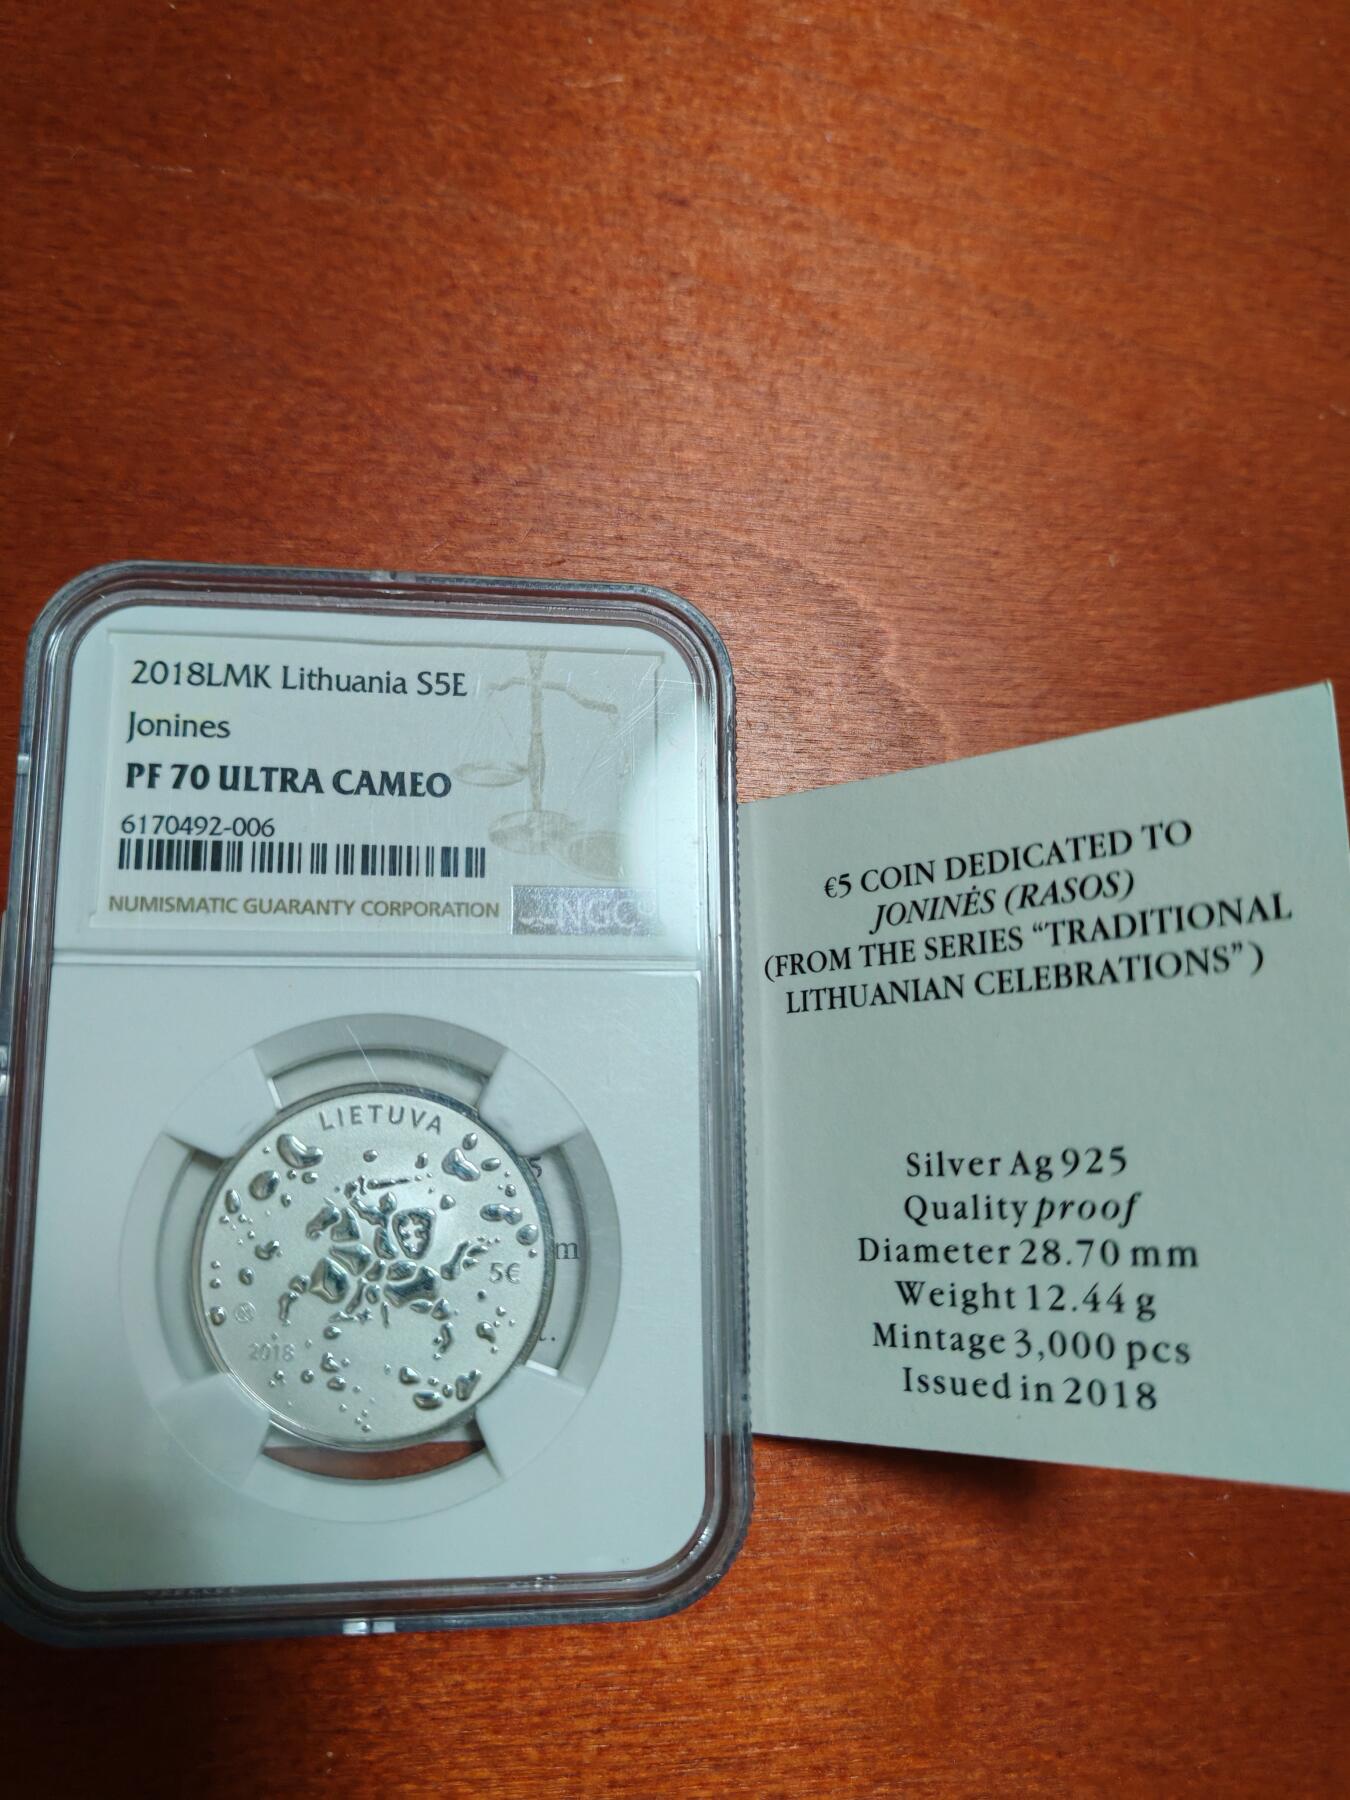 2018LMK Lithuania S5E
Jonines
PF 70 ULTRA CAMEO
6170492-006
NUMISMATIC GUARANTY CORPORATION
NGC
LIETUVA
5€
2018
€5 COIN DEDICATED TO
JONINĖS (RASOS)
(FROM THE SERIES “TRADITIONAL
LITHUANIAN CELEBRATIONS”)
Silver Ag 925
Quality proof
Diameter 28.70 mm
Weight 12.44 g
Mintage 3,000 pcs
Issued in 2018